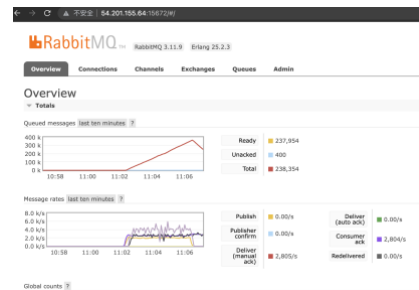 不安全 | 54.201.155.64:15672/#/
RabbitMQ TM RabbitMQ 3.11.9 Erlang 25.2.3
Overview Connections Channels Exchanges Queues Admin
Overview
Totals
Queued messages last ten minutes ?
400 k
300 k
200 k
100 k
0 k
10:58 11:00 11:02 11:04 11:06
Ready 237,954
Unacked 400
Total 238,354
Message rates last ten minutes ?
8.0 k/s
6.0 k/s
4.0 k/s
2.0 k/s
0.0 k/s
10:58 11:00 11:02 11:04 11:06
Publish 0.00/s
Publisher
confirm 0.00/s
Deliver
(manual
ack) 2,805/s
Deliver
(auto ack) 0.00/s
Consumer
ack 2,804/s
Redelivered 0.00/s
Global counts ?